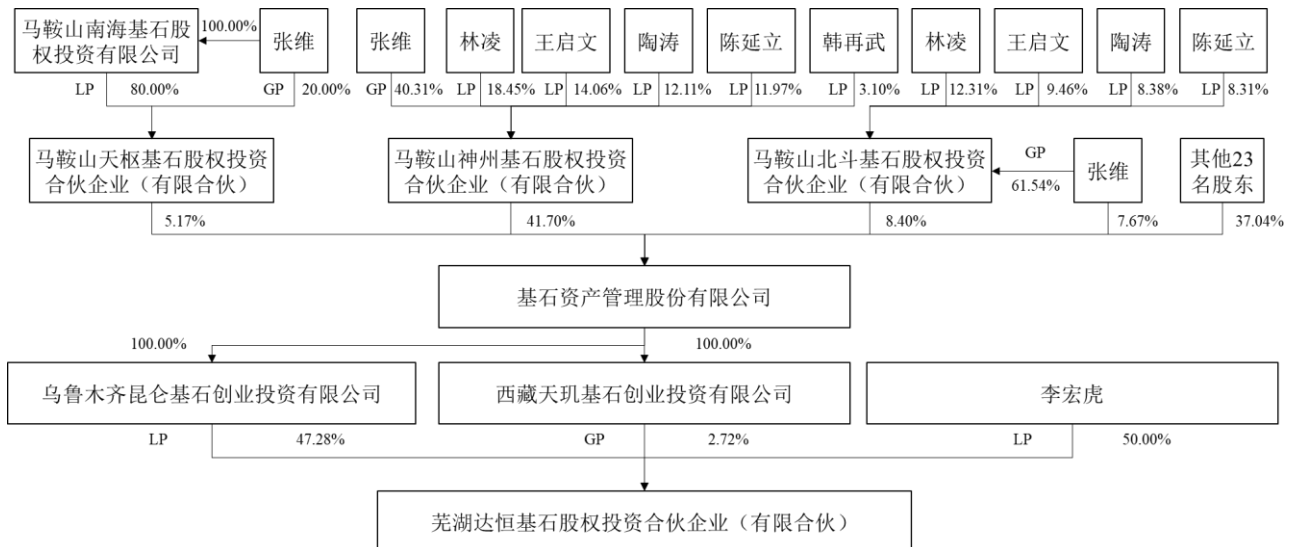 马鞍山南海基石股
权投资有限公司
100.00%
张维
张维
林凌
王启文
陶涛
陈延立
韩再武
林凌
王启文
陶涛
陈延立
LP
80.00%
GP
20.00%
GP
40.31%
LP
18.45%
LP
14.06%
LP
12.11%
LP
11.97%
LP
3.10%
LP
12.31%
LP
9.46%
LP
8.38%
LP
8.31%
马鞍山天枢基石股权投资
合伙企业（有限合伙）
马鞍山神州基石股权投资
合伙企业（有限合伙）
马鞍山北斗基石股权投资
合伙企业（有限合伙）
GP
61.54%
张维
其他23
名股东
5.17%
41.70%
8.40%
7.67%
37.04%
基石资产管理股份有限公司
100.00%
100.00%
乌鲁木齐昆仑基石创业投资有限公司
西藏天玑基石创业投资有限公司
李宏虎
LP
47.28%
GP
2.72%
LP
50.00%
芜湖达恒基石股权投资合伙企业（有限合伙）